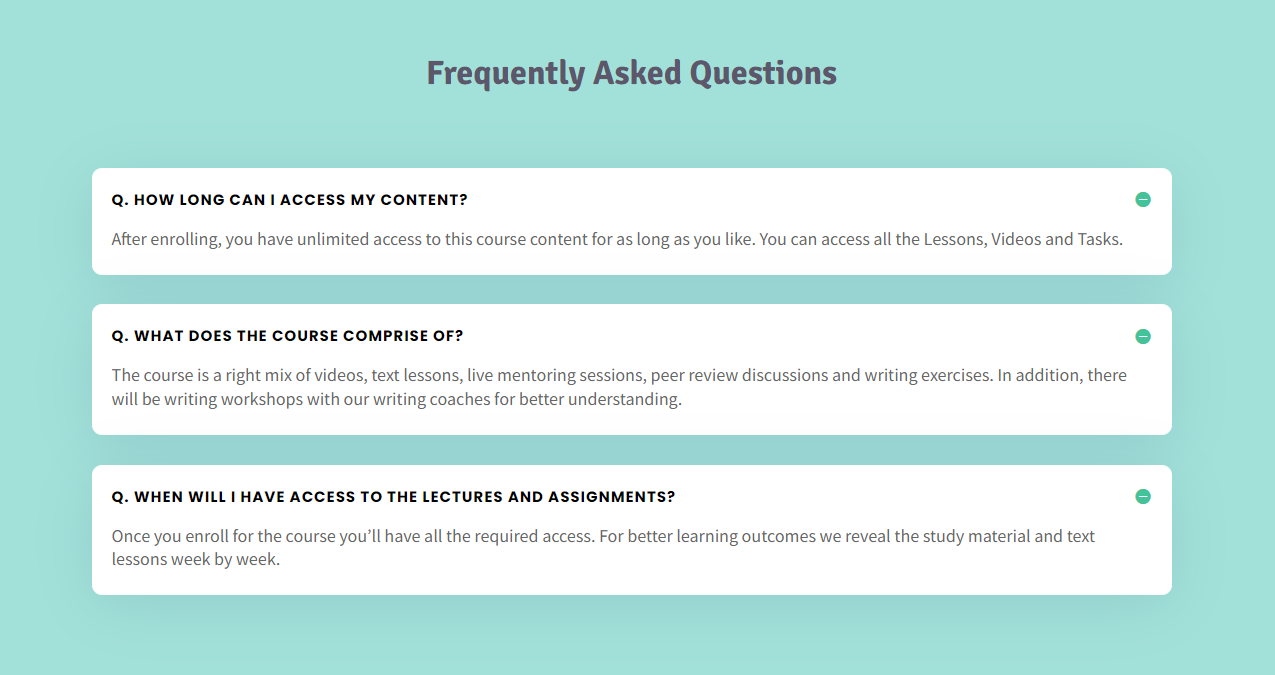 Frequently Asked Questions
Q. HOW LONG CAN I ACCESS MY CONTENT?
After enrolling, you have unlimited access to this course content for as long as you like. You can access all the Lessons, Videos and Tasks.
Q. WHAT DOES THE COURSE COMPRISE OF?
The course is a right mix of videos, text lessons, live mentoring sessions, peer review discussions and writing exercises. In addition, there
will be writing workshops with our writing coaches for better understanding.
Q. WHEN WILL I HAVE ACCESS TO THE LECTURES AND ASSIGNMENTS?
Once you enroll for the course you’ll have all the required access. For better learning outcomes we reveal the study material and text
lessons week by week.